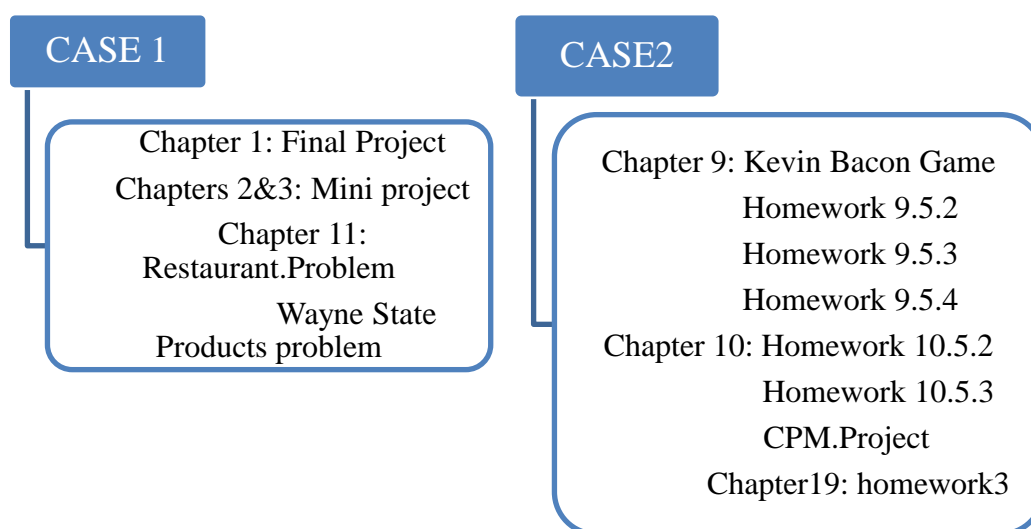 CASE 1
Chapter 1: Final Project
Chapters 2&3: Mini project
Chapter 11:
Restaurant.Problem
Wayne State
Products problem
CASE2
Chapter 9: Kevin Bacon Game
Homework 9.5.2
Homework 9.5.3
Homework 9.5.4
Chapter 10: Homework 10.5.2
Homework 10.5.3
CPM.Project
Chapter19: homework3